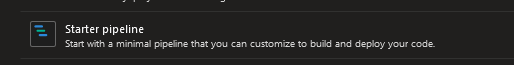 Starter pipeline
Start with a minimal pipeline that you can customize to build and deploy your code.